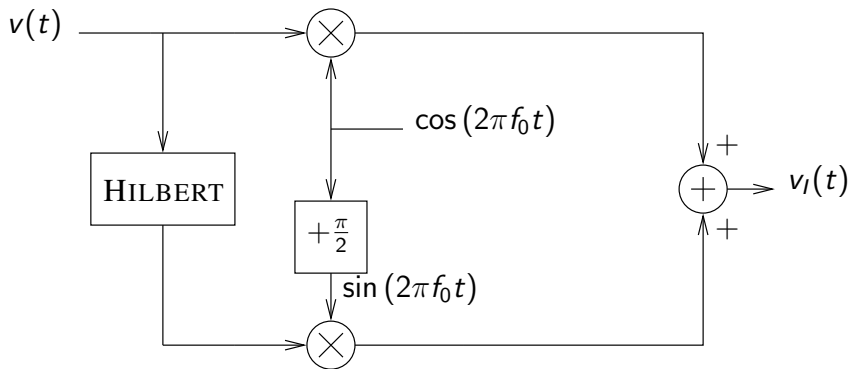 v(t)
cos (2πf₀t)
+
HILBERT
+
v_I(t)
+π/2
+
sin (2πf₀t)